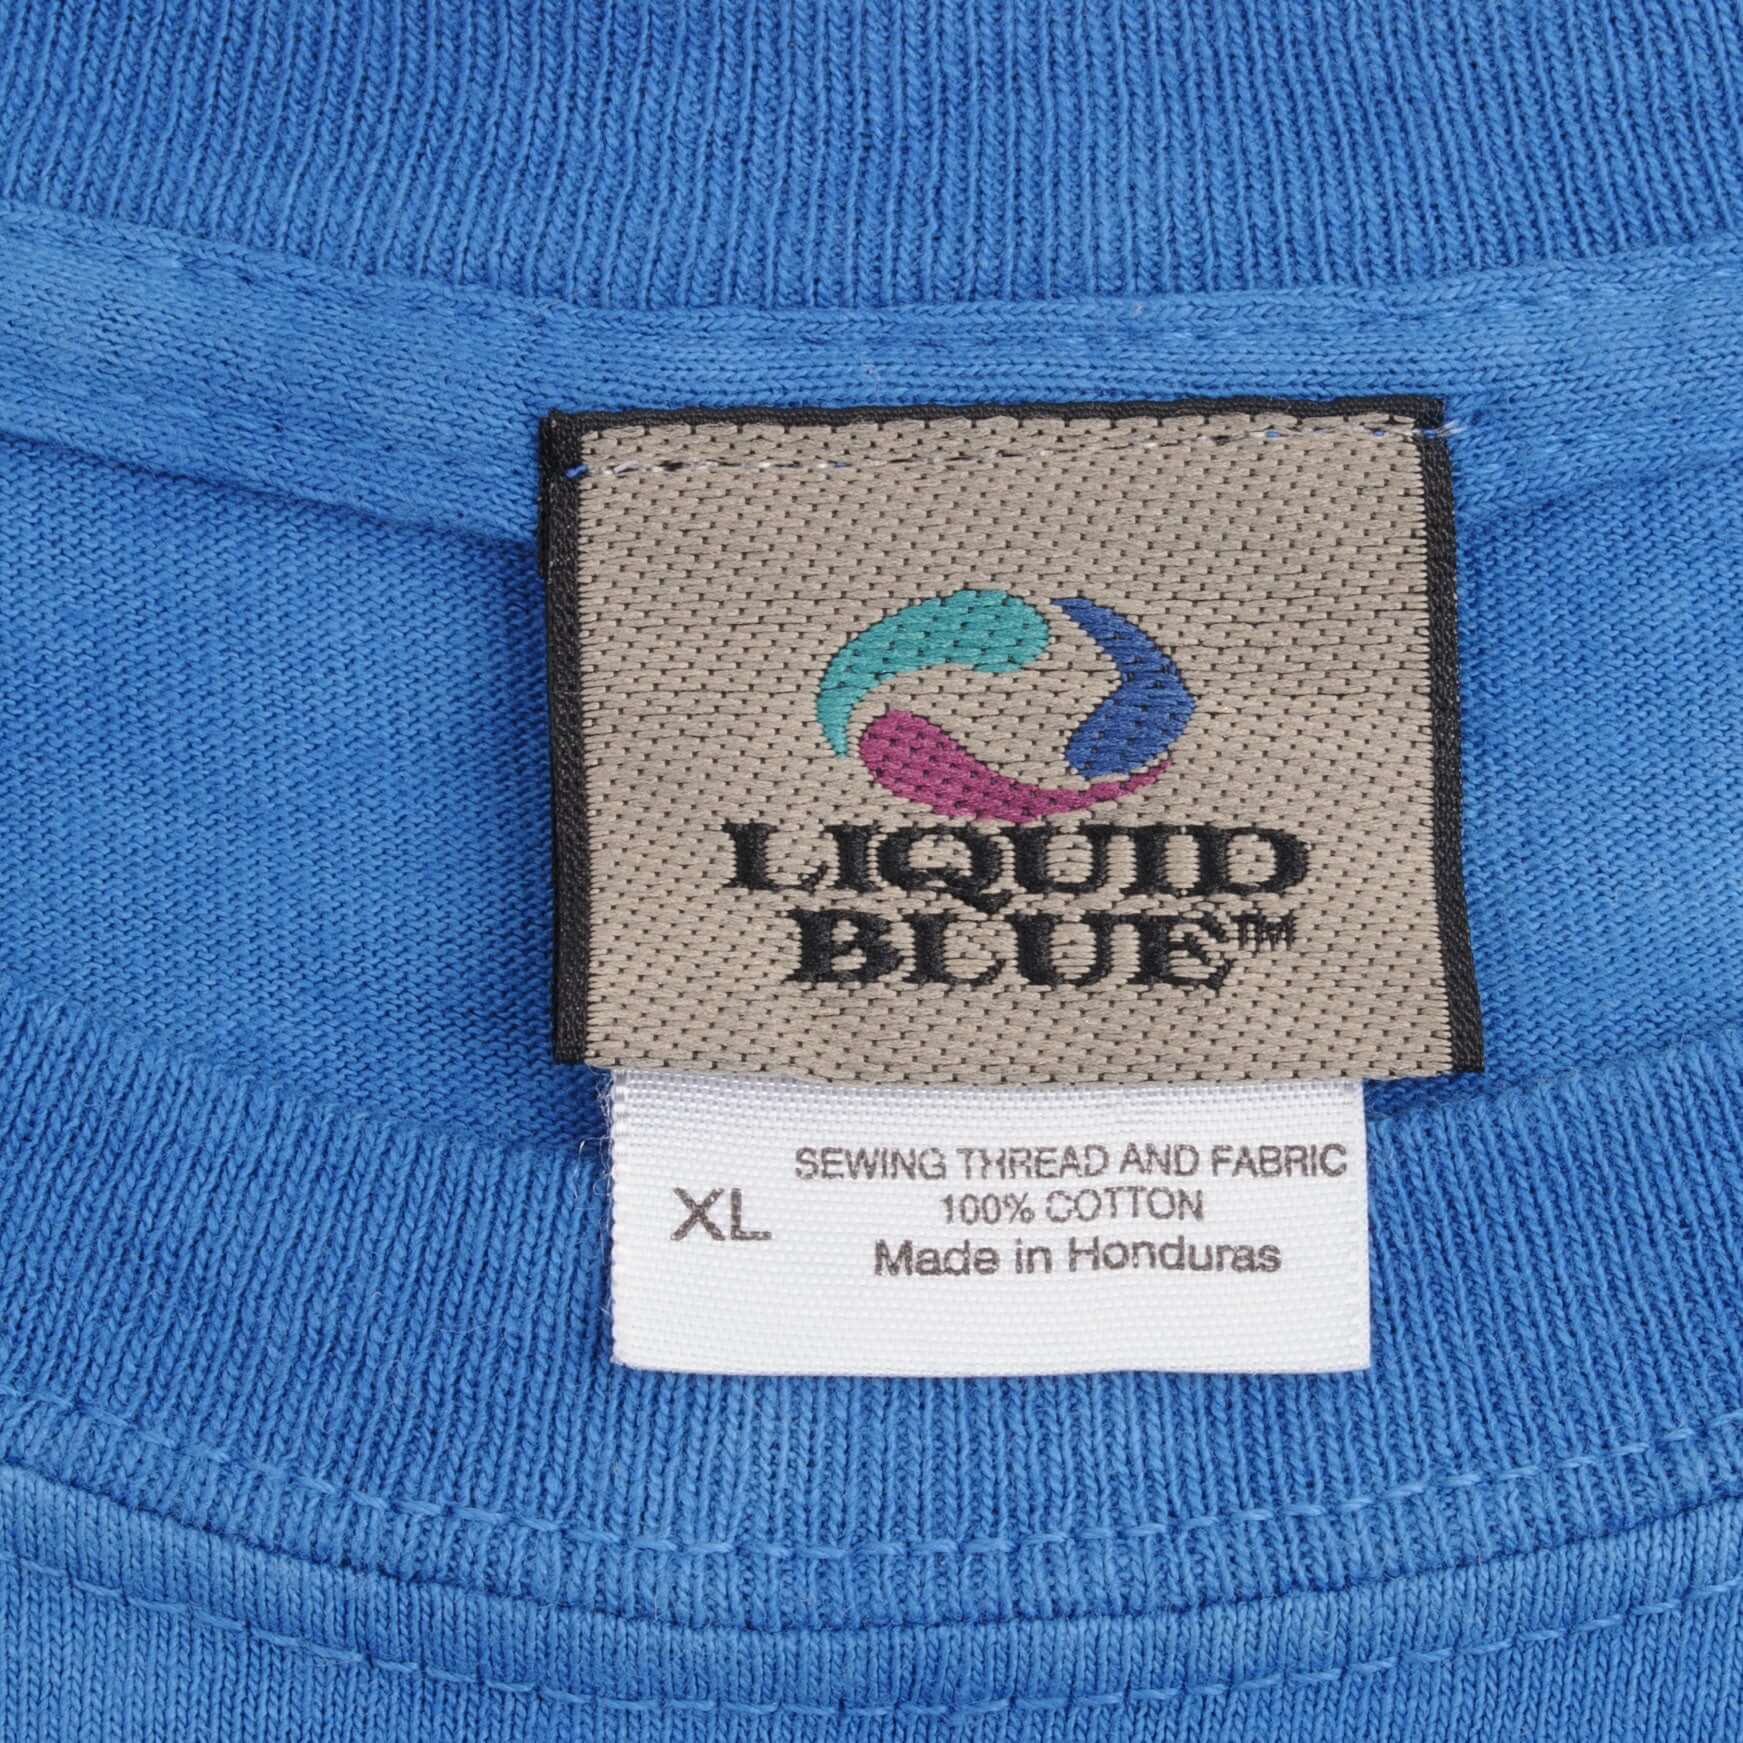 LIQUID
BLUE™
XL
SEWING THREAD AND FABRIC
100% COTTON
Made in Honduras